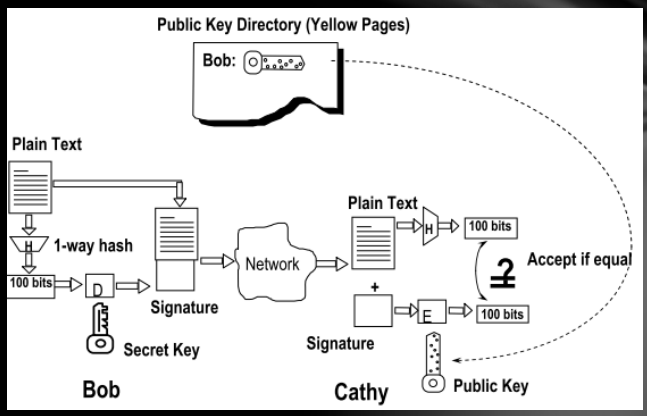 Public Key Directory (Yellow Pages)
Bob:
Plain Text
H
1-way hash
100 bits
D
Signature
Secret Key
Bob
Network
Plain Text
H
100 bits
?
=
Accept if equal
+
Signature
E
100 bits
Public Key
Cathy